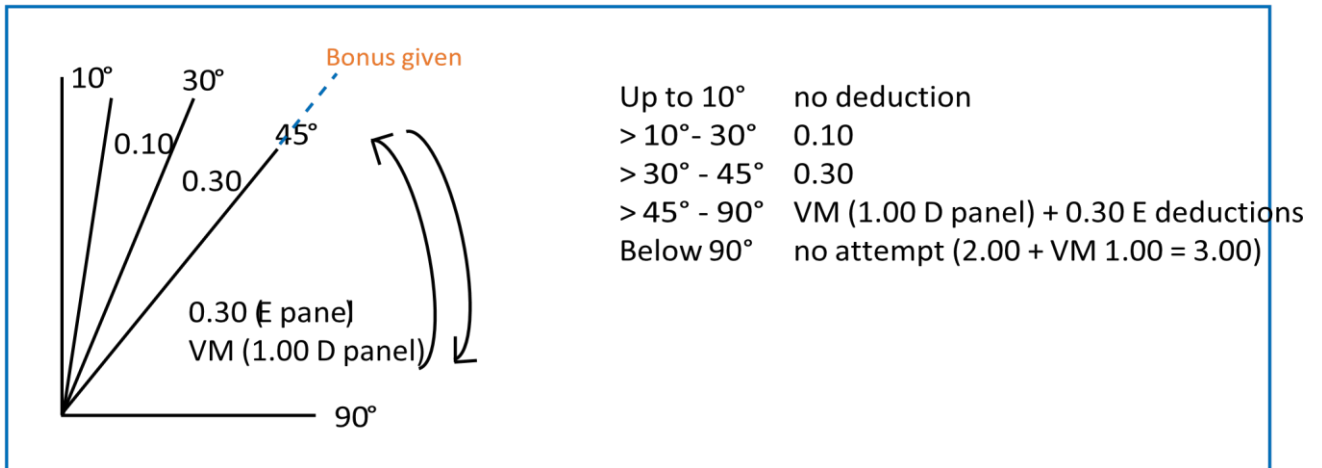 Bonus given
10°
30°
45°
0.10
0.30
0.30 (E panel)
VM (1.00 D panel)
90°
Up to 10° no deduction
> 10°- 30° 0.10
> 30° - 45° 0.30
> 45° - 90° VM (1.00 D panel) + 0.30 E deductions
Below 90° no attempt (2.00 + VM 1.00 = 3.00)